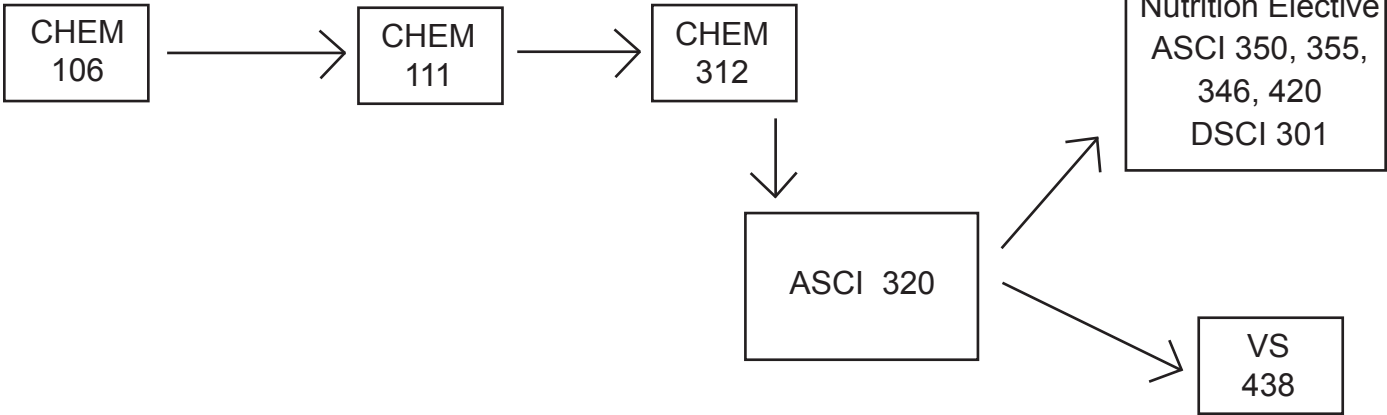 CHEM
106
CHEM
111
CHEM
312
Nutrition Elective
ASCI 350, 355,
346, 420
DSCI 301
ASCI 320
VS
438